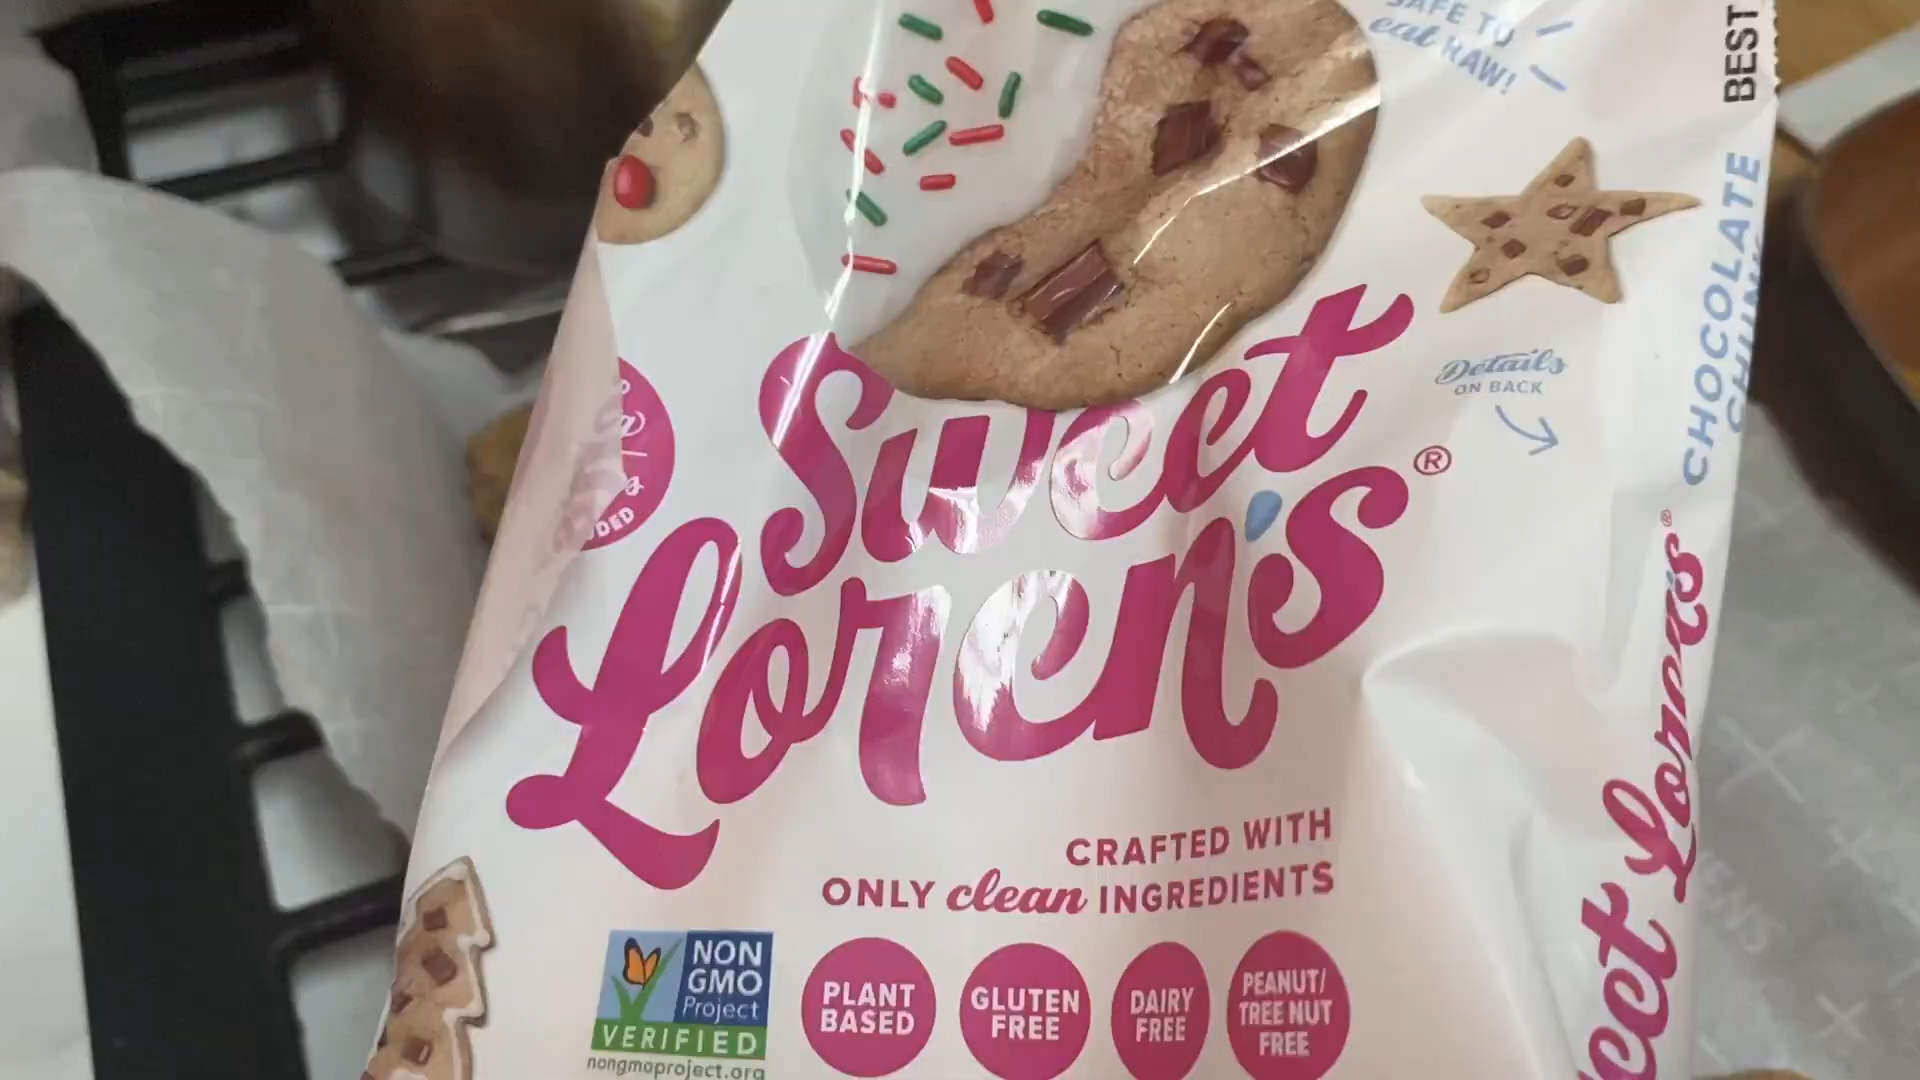 SAFE TO
eat RAW!
BEST
CHOCOLATE
Details
ON BACK
Sweet
Loren's®
CRAFTED WITH
ONLY clean INGREDIENTS
NON
GMO
Project
VERIFIED
nongmoproject.org
PLANT
BASED
GLUTEN
FREE
DAIRY
FREE
PEANUT/
TREE NUT
FREE
Loren's®